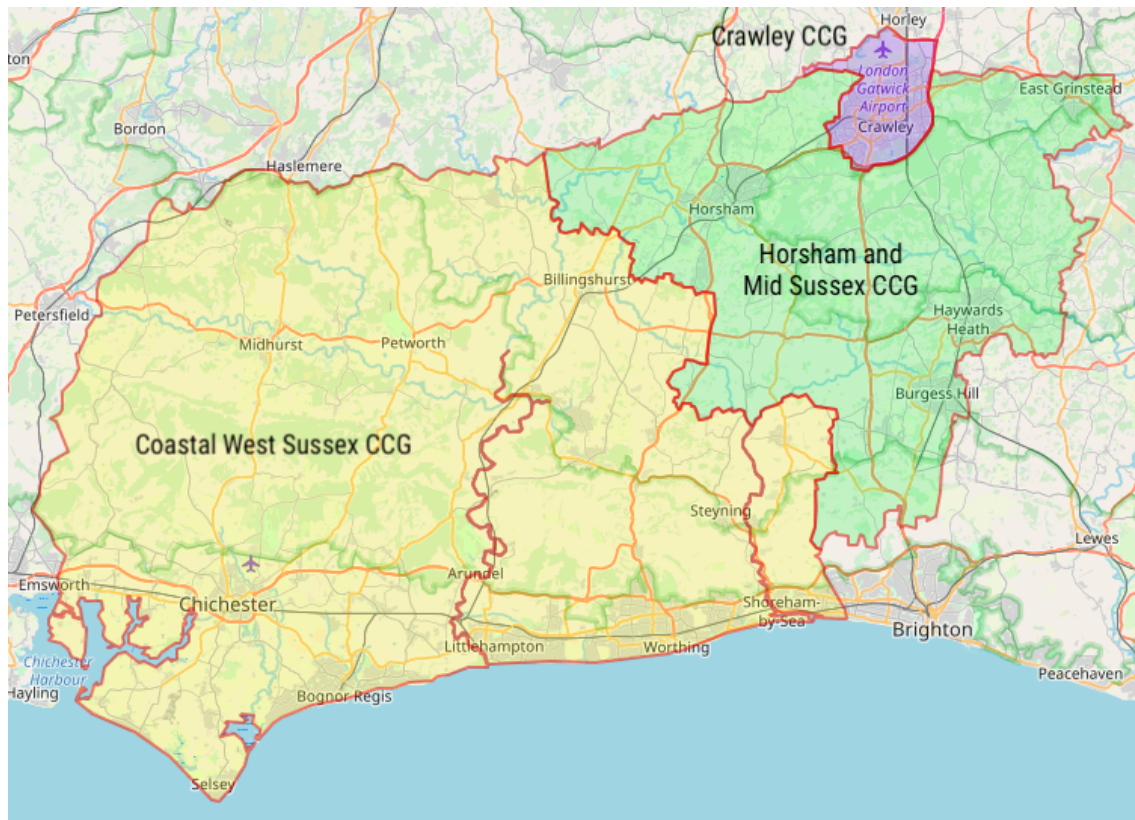 Crawley CCG
Horley
ton
London
Gatwick
Airport
Crawley
East Grinstead
Bordon
Haslemere
Horsham
Horsham and
Mid Sussex CCG
Billingshurst
Petersfield
Haywards
Heath
Midhurst
Petworth
Burgess Hill
Coastal West Sussex CCG
Steyning
Lewes
Emsworth
Arundel
Chichester
Shoreham-
by-Sea
Brighton
Littlehampton
Worthing
Chichester
Harbour
Hayling
Peacehaven
Bognor Regis
Selsey